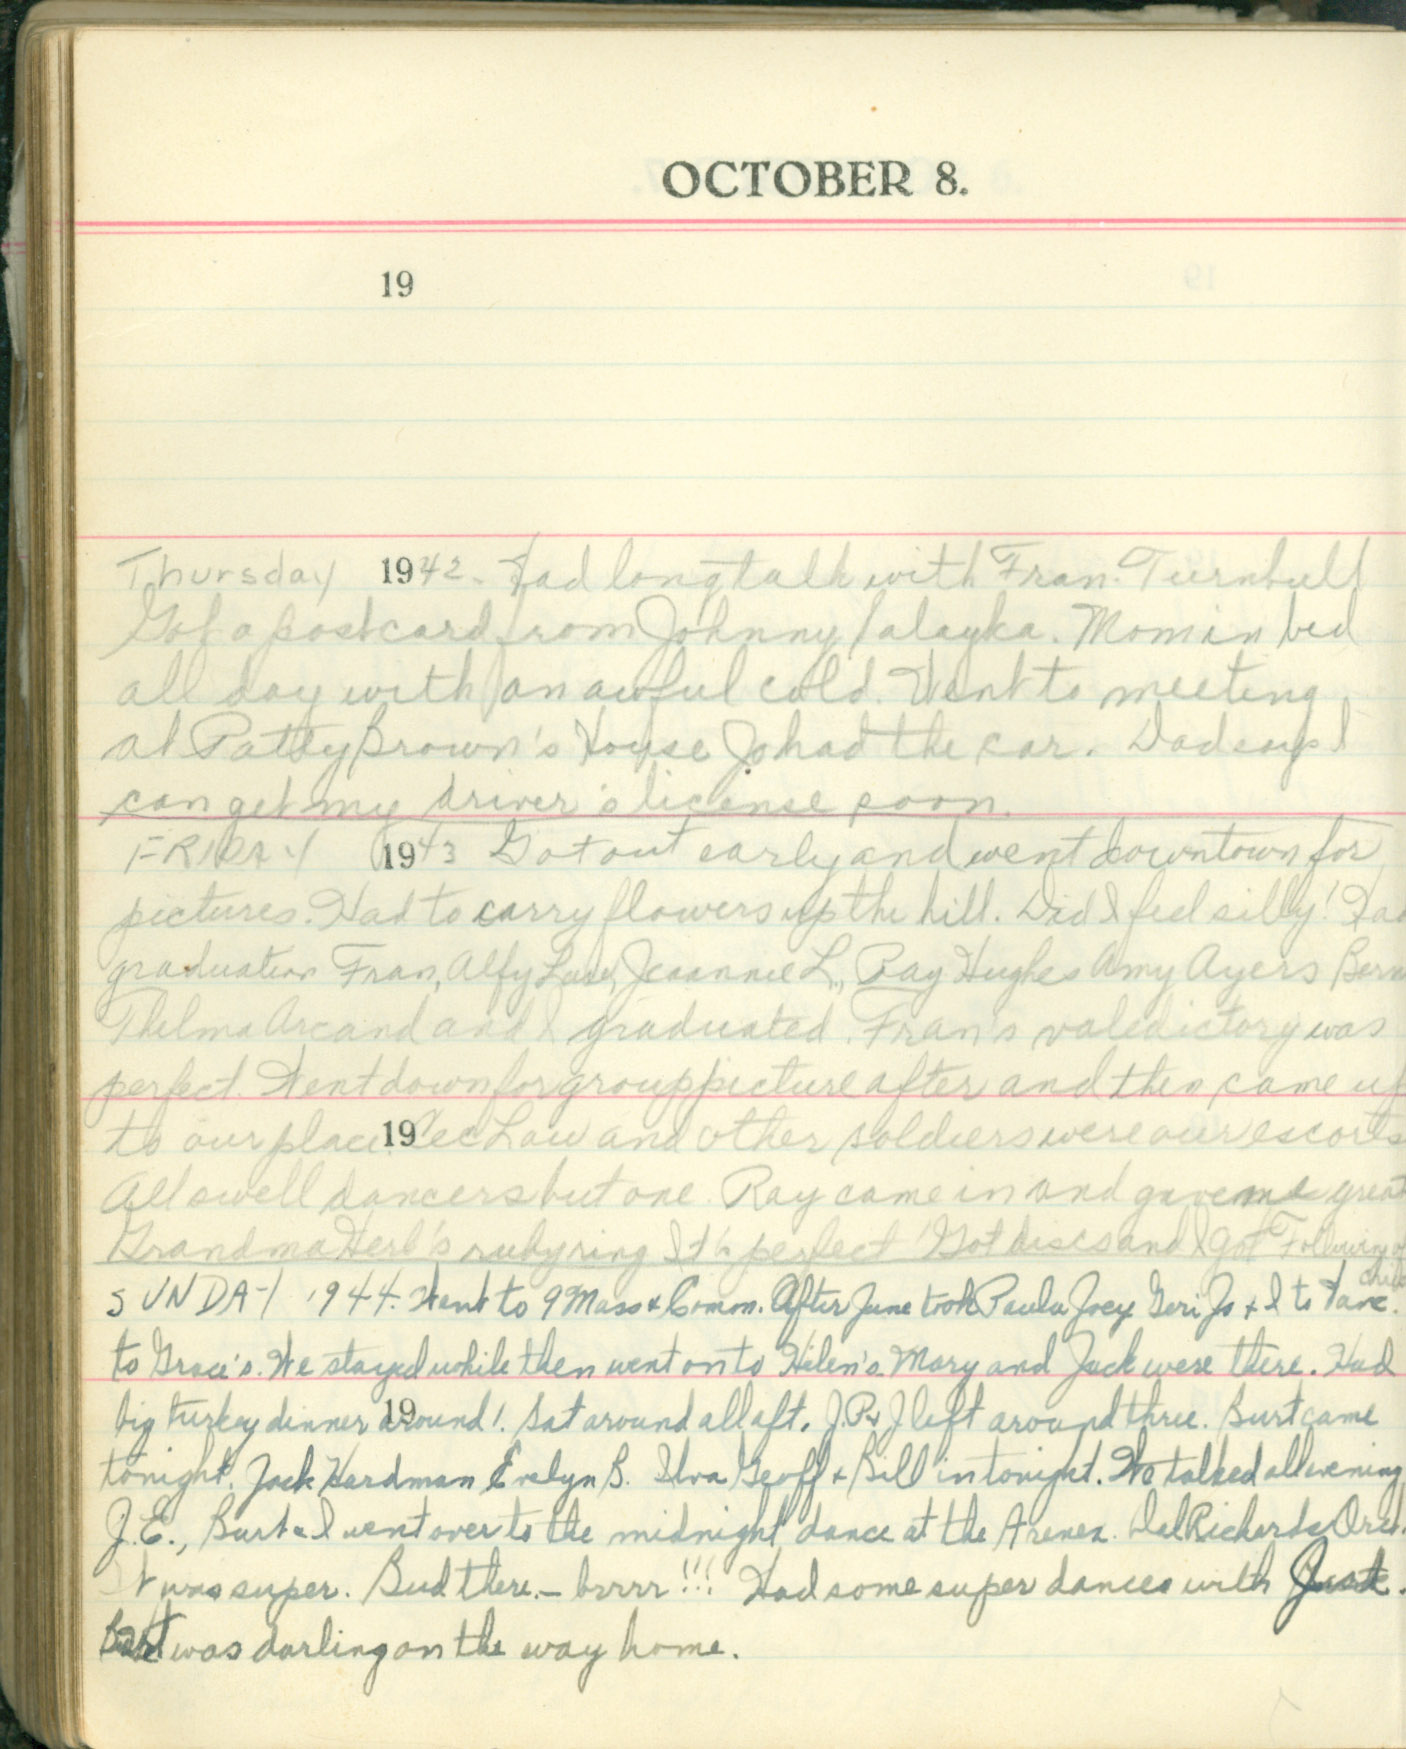 OCTOBER 8.
19
Thursday 1942. Had long talk with Fran. Turnbull
Got a postcard from Johnny Palayka. Mom in bed
all day with an awful cold. Went to meeting
at Patty Brown's House Jo had the car. Dad says I
can get my driver's license soon.
FRIDAY 1943 Got out early and went downtown for
pictures. Had to carry flowers up the hill. Did I feel silly! Had
graduation Fran, Alfy Jeannie L., Ray Hughes Amy Ayers
Thelma Arcand and I graduated. Fran's valedictory was
perfect. Went down for group picture after and then came up
to our place. 19 Law and other soldiers were our escorts
All swell dancers but one. Ray came in and gave me great
Grandma Herb's ruby ring It's perfect! Got discs and I got Following of
SUNDAY 1944. Went to 9 Mass & Comm. After June took Paula Joey Geri Jo & I to Vanc.
to Grace's. We stayed while then went on to Helen's. Mary and Jack were there. Had
big turkey dinner around! 19 Sat around all aft. J.P. & J left around three. Burt came
tonight. Jack Hardman Evelyn B. Ilva Geoff & Bill in tonight. We talked all evening
J.E., Burt & I went over to the midnight dance at the Arena. Dal Richards Orch.
It was super. Bud there. – brrrr!!! Had some super dances with Jack.
Burt was darling on the way home.